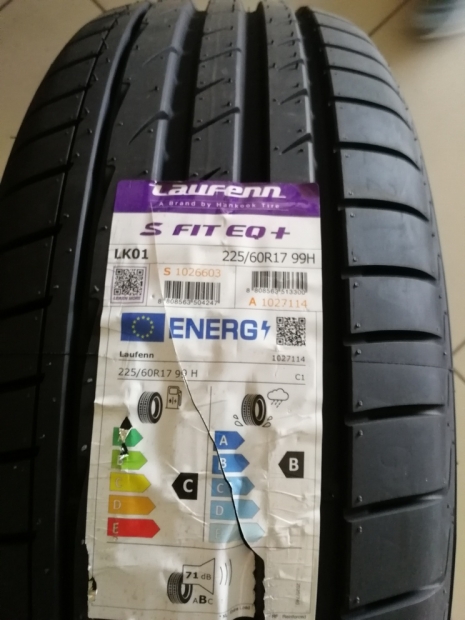 Laufenn
A Brand by Hankook Tire
S FIT EQ+
LK01 225/60R17 99H
S 1026603
A 1027114
ENERG
Laufenn 1027114
225/60R17 99 H C1
A
B B
C C
D D
E E
B
C
71 dB
ABC